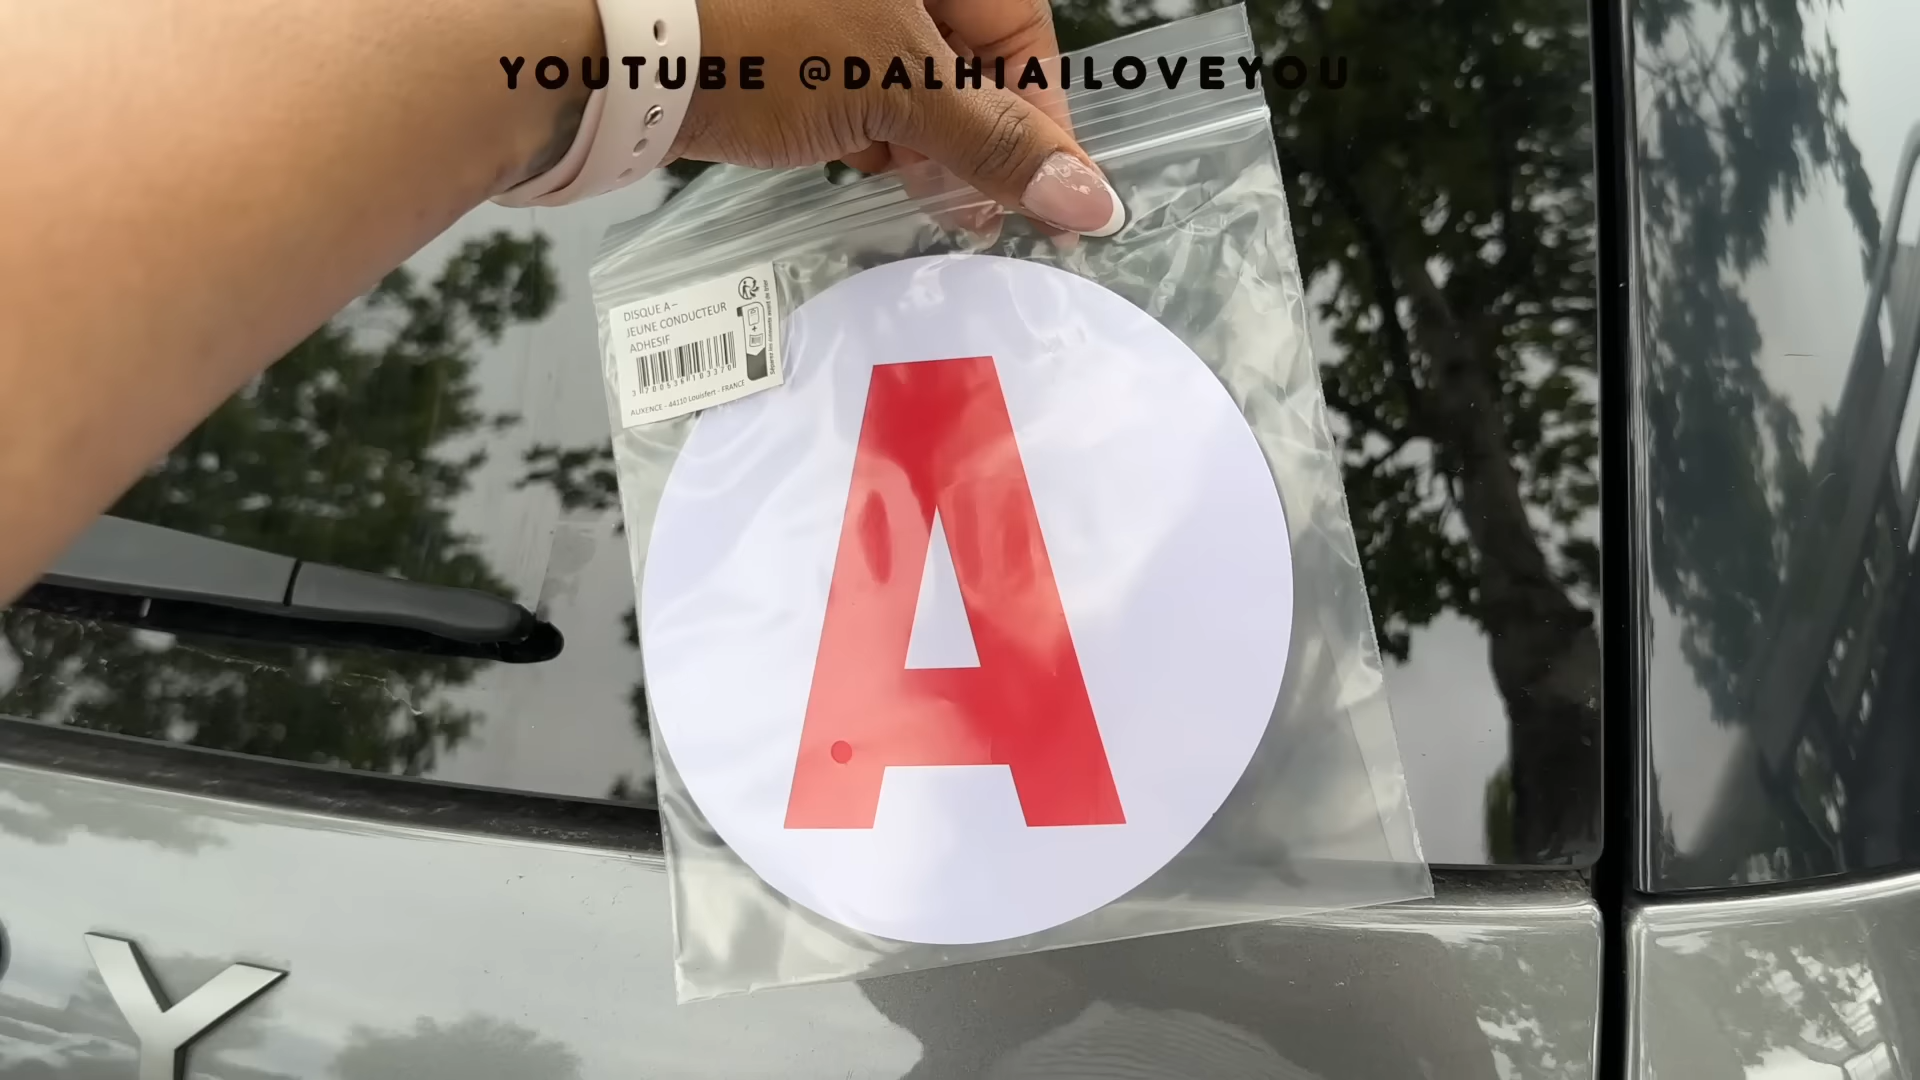 YOUTUBE @DALHIAILOVEYOU
DISQUE A-
JEUNE CONDUCTEUR
ADHESIF
AUXENCE - 44110 Louisfert - FRANCE
A
Y